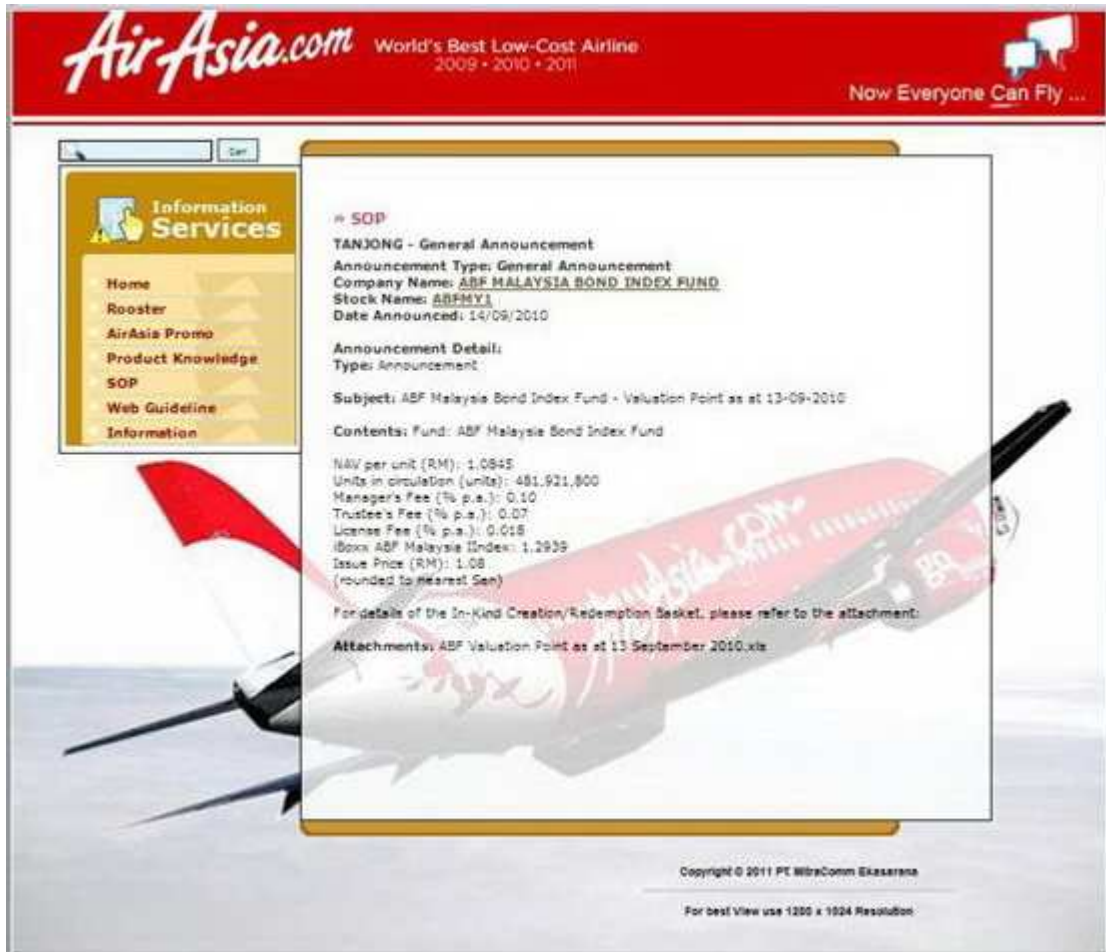 AirAsia.com
World's Best Low-Cost Airline
2009 • 2010 • 2011
Now Everyone Can Fly ...
Cari
Information
Services
Home
Rooster
AirAsia Promo
Product Knowledge
SOP
Web Guideline
Information
» SOP
TANJONG - General Announcement
Announcement Type: General Announcement
Company Name: ABF MALAYSIA BOND INDEX FUND
Stock Name: ABFMY1
Date Announced: 14/09/2010
Announcement Detail:
Type: Announcement
Subject: ABF Malaysia Bond Index Fund - Valuation Point as at 13-09-2010
Contents: Fund: ABF Malaysia Bond Index Fund
NAV per unit (RM): 1.0845
Units in circulation (units): 481,921,800
Manager's Fee (% p.a.): 0.10
Trustee's Fee (% p.a.): 0.07
License Fee (% p.a.): 0.018
iBoxx ABF Malaysia IIndex: 1.2939
Issue Price (RM): 1.08
(rounded to nearest Sen)
For details of the In-Kind Creation/Redemption Basket, please refer to the attachment:
Attachments: ABF Valuation Point as at 13 September 2010.xls
AirAsia.com
Copyright © 2011 PT. MitraComm Ekasarana
For best View use 1280 x 1024 Resolution